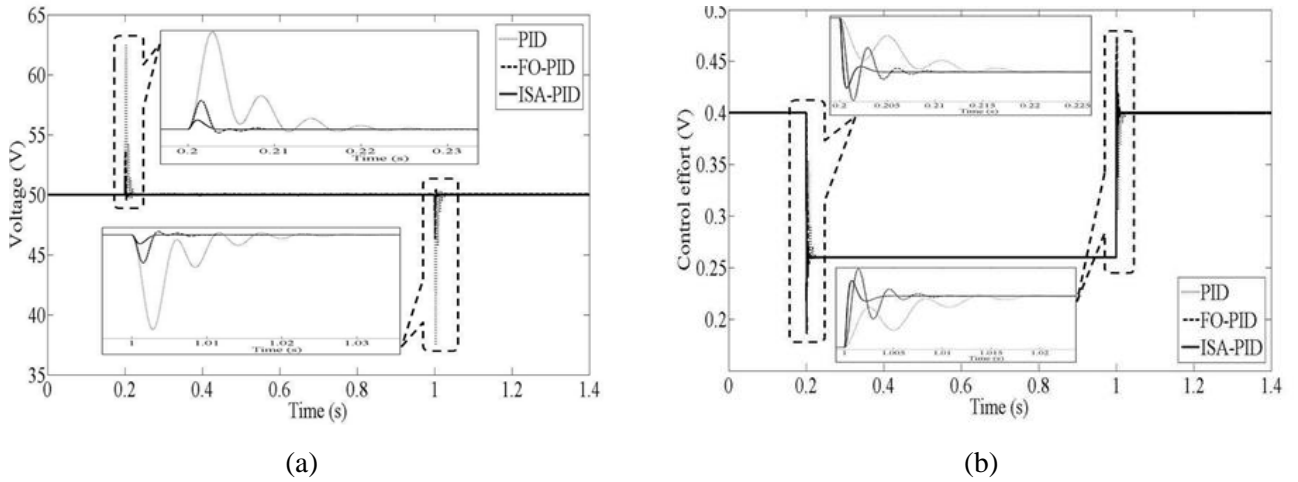 65
60
55
50
45
40
35
Voltage (V)
PID
FO-PID
ISA-PID
0.2 0.21 0.22 0.23
Time (s)
1 1.01 1.02 1.03
Time (s)
0 0.2 0.4 0.6 0.8 1 1.2 1.4
Time (s)
(a)
0.5
0.45
0.4
0.35
0.3
0.25
0.2
Control effort (V)
0.2 0.205 0.21 0.215 0.22 0.225
Time (s)
1 1.005 1.01 1.015 1.02
Time (s)
PID
FO-PID
ISA-PID
0 0.2 0.4 0.6 0.8 1 1.2 1.4
Time (s)
(b)